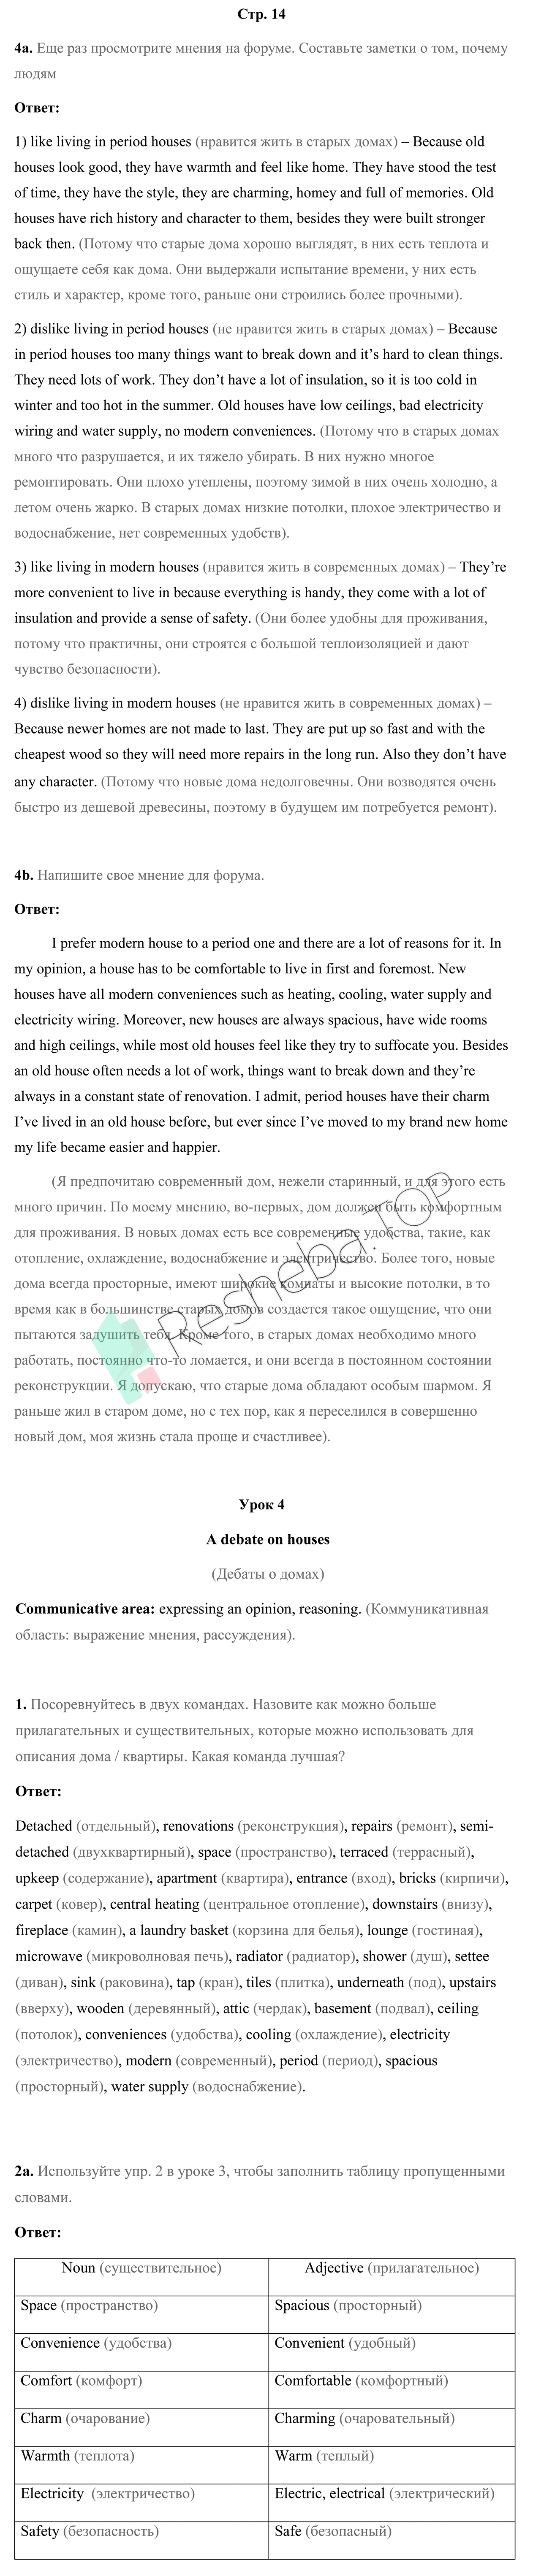 Стр. 14
4a. Еще раз просмотрите мнения на форуме. Составьте заметки о том, почему
людям
Ответ:
1) like living in period houses (нравится жить в старых домах) – Because old
houses look good, they have warmth and feel like home. They have stood the test
of time, they have the style, they are charming, homey and full of memories. Old
houses have rich history and character to them, besides they were built stronger
back then. (Потому что старые дома хорошо выглядят, в них есть теплота и
ощущаете себя как дома. Они выдержали испытание времени, у них есть
стиль и характер, кроме того, раньше они строились более прочными).
2) dislike living in period houses (не нравится жить в старых домах) – Because
in period houses too many things want to break down and it’s hard to clean things.
They need lots of work. They don’t have a lot of insulation, so it is too cold in
winter and too hot in the summer. Old houses have low ceilings, bad electricity
wiring and water supply, no modern conveniences. (Потому что в старых домах
много что разрушается, и их тяжело убирать. В них нужно многое
ремонтировать. Они плохо утеплены, поэтому зимой в них очень холодно, а
летом очень жарко. В старых домах низкие потолки, плохое электричество и
водоснабжение, нет современных удобств).
3) like living in modern houses (нравится жить в современных домах) – They’re
more convenient to live in because everything is handy, they come with a lot of
insulation and provide a sense of safety. (Они более удобны для проживания,
потому что практичны, они строятся с большой теплоизоляцией и дают
чувство безопасности).
4) dislike living in modern houses (не нравится жить в современных домах) –
Because newer homes are not made to last. They are put up so fast and with the
cheapest wood so they will need more repairs in the long run. Also they don’t have
any character. (Потому что новые дома недолговечны. Они возводятся очень
быстро из дешевой древесины, поэтому в будущем им потребуется ремонт).
4b. Напишите свое мнение для форума.
Ответ:
I prefer modern house to a period one and there are a lot of reasons for it. In
my opinion, a house has to be comfortable to live in first and foremost. New
houses have all modern conveniences such as heating, cooling, water supply and
electricity wiring. Moreover, new houses are always spacious, have wide rooms
and high ceilings, while most old houses feel like they try to suffocate you. Besides
an old house often needs a lot of work, things want to break down and they’re
always in a constant state of renovation. I admit, period houses have their charm
I’ve lived in an old house before, but ever since I’ve moved to my brand new home
my life became easier and happier.
(Я предпочитаю современный дом, нежели старинный, и для этого есть
много причин. По моему мнению, во-первых, дом должен быть комфортным
для проживания. В новых домах есть все современные удобства, такие, как
отопление, охлаждение, водоснабжение и электричество. Более того, новые
дома всегда просторные, имеют широкие комнаты и высокие потолки, в то
время как в большинстве старых домов создается такое ощущение, что они
пытаются задушить тебя. Кроме того, в старых домах необходимо много
работать, постоянно что-то ломается, и они всегда в постоянном состоянии
реконструкции. Я допускаю, что старые дома обладают особым шармом. Я
раньше жил в старом доме, но с тех пор, как я переселился в совершенно
новый дом, моя жизнь стала проще и счастливее).
Resheba.TOP
Урок 4
A debate on houses
(Дебаты о домах)
Communicative area: expressing an opinion, reasoning. (Коммуникативная
область: выражение мнения, рассуждения).
1. Посоревнуйтесь в двух командах. Назовите как можно больше
прилагательных и существительных, которые можно использовать для
описания дома / квартиры. Какая команда лучшая?
Ответ:
Detached (отдельный), renovations (реконструкция), repairs (ремонт), semi-
detached (двухквартирный), space (пространство), terraced (террасный),
upkeep (содержание), apartment (квартира), entrance (вход), bricks (кирпичи),
carpet (ковер), central heating (центральное отопление), downstairs (внизу),
fireplace (камин), a laundry basket (корзина для белья), lounge (гостиная),
microwave (микроволновая печь), radiator (радиатор), shower (душ), settee
(диван), sink (раковина), tap (кран), tiles (плитка), underneath (под), upstairs
(вверху), wooden (деревянный), attic (чердак), basement (подвал), ceiling
(потолок), conveniences (удобства), cooling (охлаждение), electricity
(электричество), modern (современный), period (период), spacious
(просторный), water supply (водоснабжение).
2a. Используйте упр. 2 в уроке 3, чтобы заполнить таблицу пропущенными
словами.
Ответ:
Noun (существительное) Adjective (прилагательное)
Space (пространство) Spacious (просторный)
Convenience (удобства) Convenient (удобный)
Comfort (комфорт) Comfortable (комфортный)
Charm (очарование) Charming (очаровательный)
Warmth (теплота) Warm (теплый)
Electricity (электричество) Electric, electrical (электрический)
Safety (безопасность) Safe (безопасный)